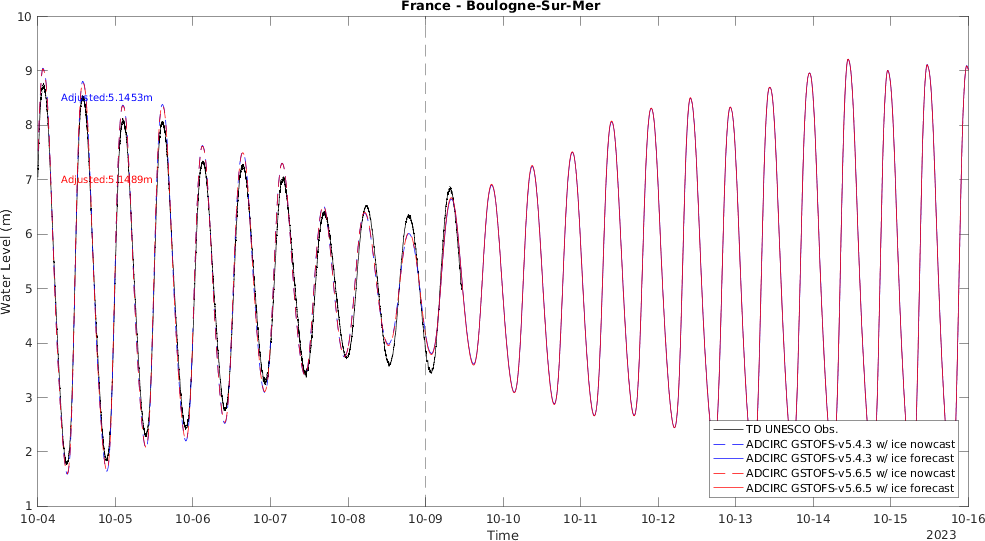 France - Boulogne-Sur-Mer
10
9
8
7
6
5
4
3
2
1
Water Level (m)
Adjusted:5.1453m
Adjusted:5.1489m
TD UNESCO Obs.
ADCIRC GSTOFS-v5.4.3 w/ ice nowcast
ADCIRC GSTOFS-v5.4.3 w/ ice forecast
ADCIRC GSTOFS-v5.6.5 w/ ice nowcast
ADCIRC GSTOFS-v5.6.5 w/ ice forecast
10-04 10-05 10-06 10-07 10-08 10-09 10-10 10-11 10-12 10-13 10-14 10-15 10-16
Time
2023